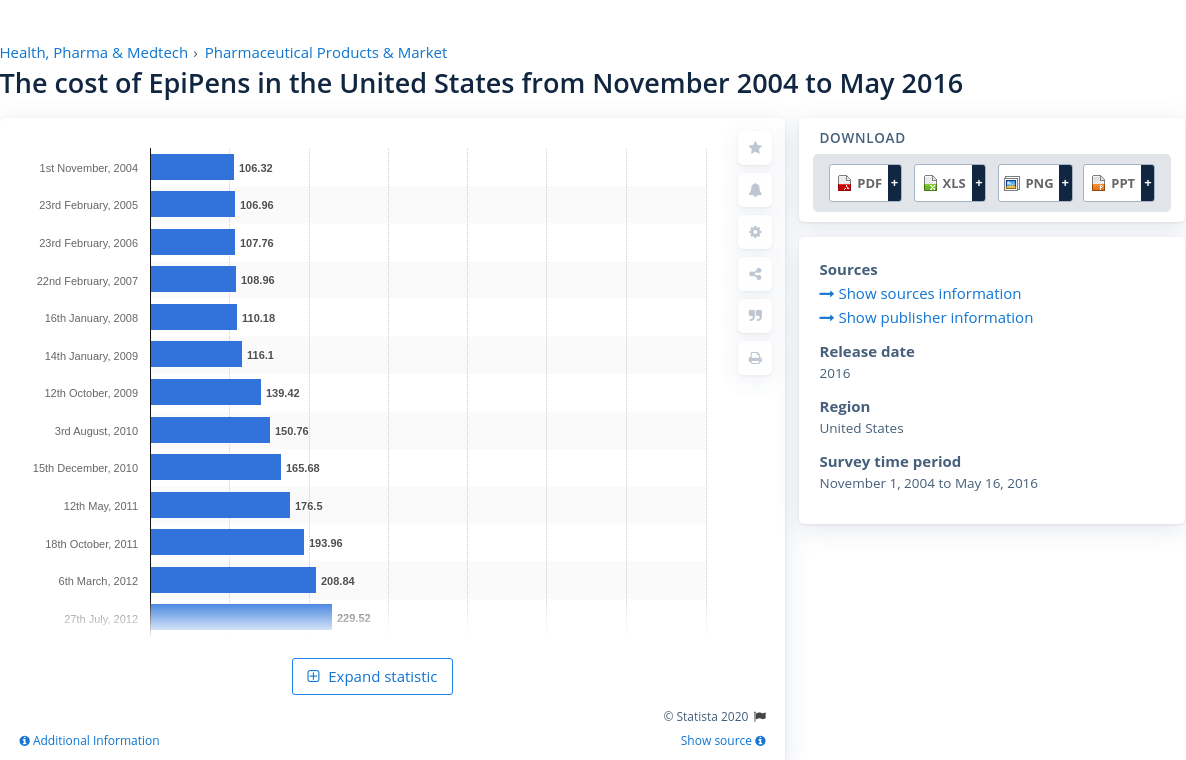 Health, Pharma & Medtech › Pharmaceutical Products & Market
The cost of EpiPens in the United States from November 2004 to May 2016
1st November, 2004 106.32
23rd February, 2005 106.96
23rd February, 2006 107.76
22nd February, 2007 108.96
16th January, 2008 110.18
14th January, 2009 116.1
12th October, 2009 139.42
3rd August, 2010 150.76
15th December, 2010 165.68
12th May, 2011 176.5
18th October, 2011 193.96
6th March, 2012 208.84
27th July, 2012 229.52
Expand statistic
© Statista 2020
Additional Information
Show source
DOWNLOAD
PDF + XLS + PNG + PPT +
Sources
Show sources information
Show publisher information
Release date
2016
Region
United States
Survey time period
November 1, 2004 to May 16, 2016